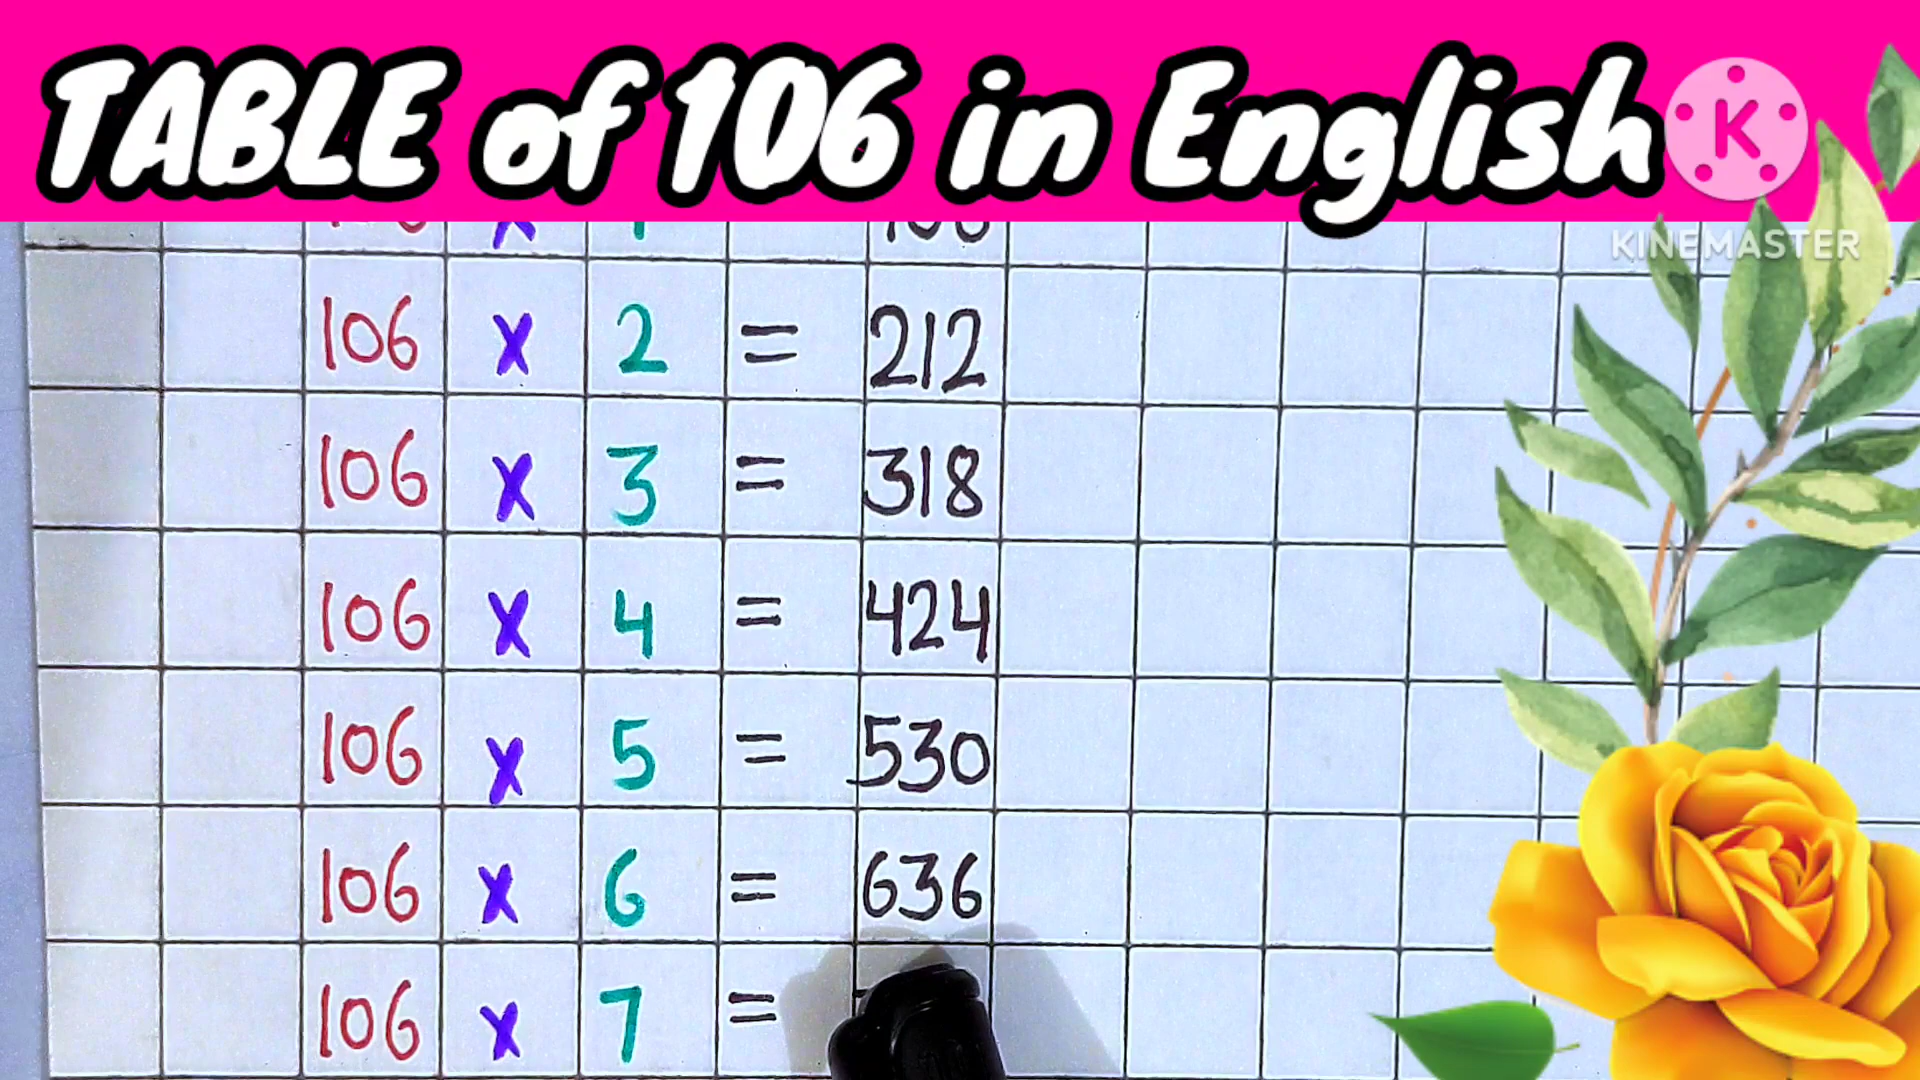 TABLE of 106 in English
K
KINEMASTER
106 x 2 = 212
106 x 3 = 318
106 x 4 = 424
106 x 5 = 530
106 x 6 = 636
106 x 7 =